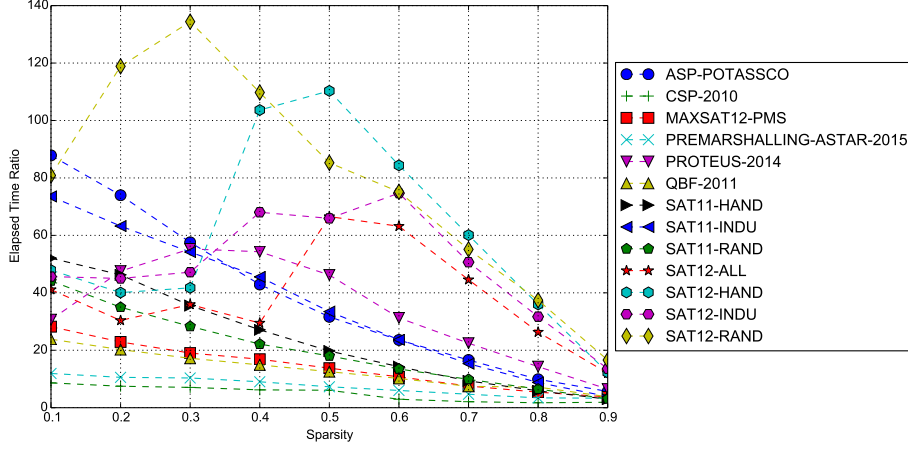 140
120
100
80
60
40
20
0
Elapsed Time Ratio
0.1 0.2 0.3 0.4 0.5 0.6 0.7 0.8 0.9
Sparsity
ASP-POTASSCO
CSP-2010
MAXSAT12-PMS
PREMARSHALLING-ASTAR-2015
PROTEUS-2014
QBF-2011
SAT11-HAND
SAT11-INDU
SAT11-RAND
SAT12-ALL
SAT12-HAND
SAT12-INDU
SAT12-RAND